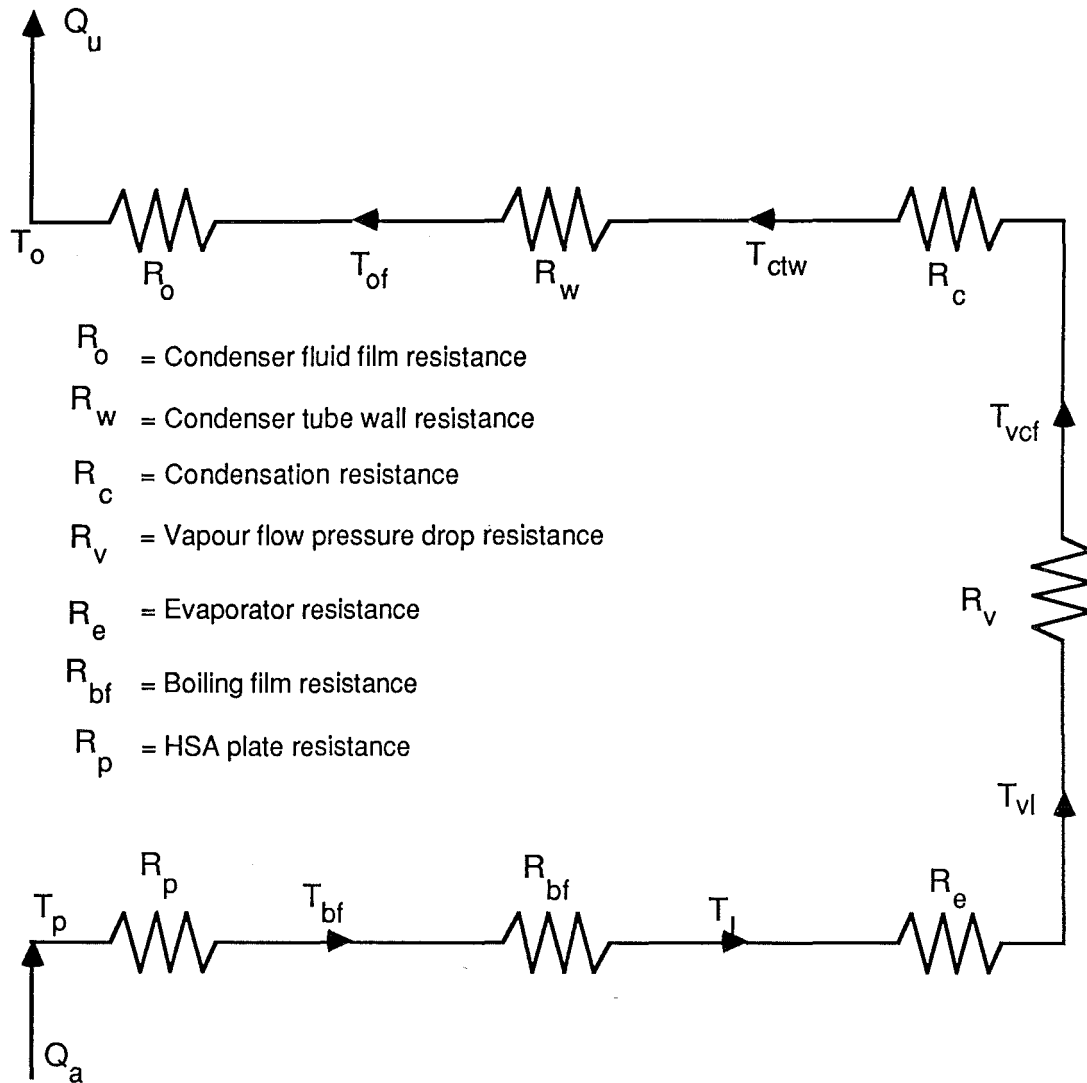 Q_u
T_o
R_o
T_of
R_w
T_ctw
R_c
R_o = Condenser fluid film resistance
R_w = Condenser tube wall resistance
R_c = Condensation resistance
R_v = Vapour flow pressure drop resistance
R_e = Evaporator resistance
R_bf = Boiling film resistance
R_p = HSA plate resistance
T_vcf
R_v
T_vl
T_p
R_p
T_bf
R_bf
T_l
R_e
Q_a